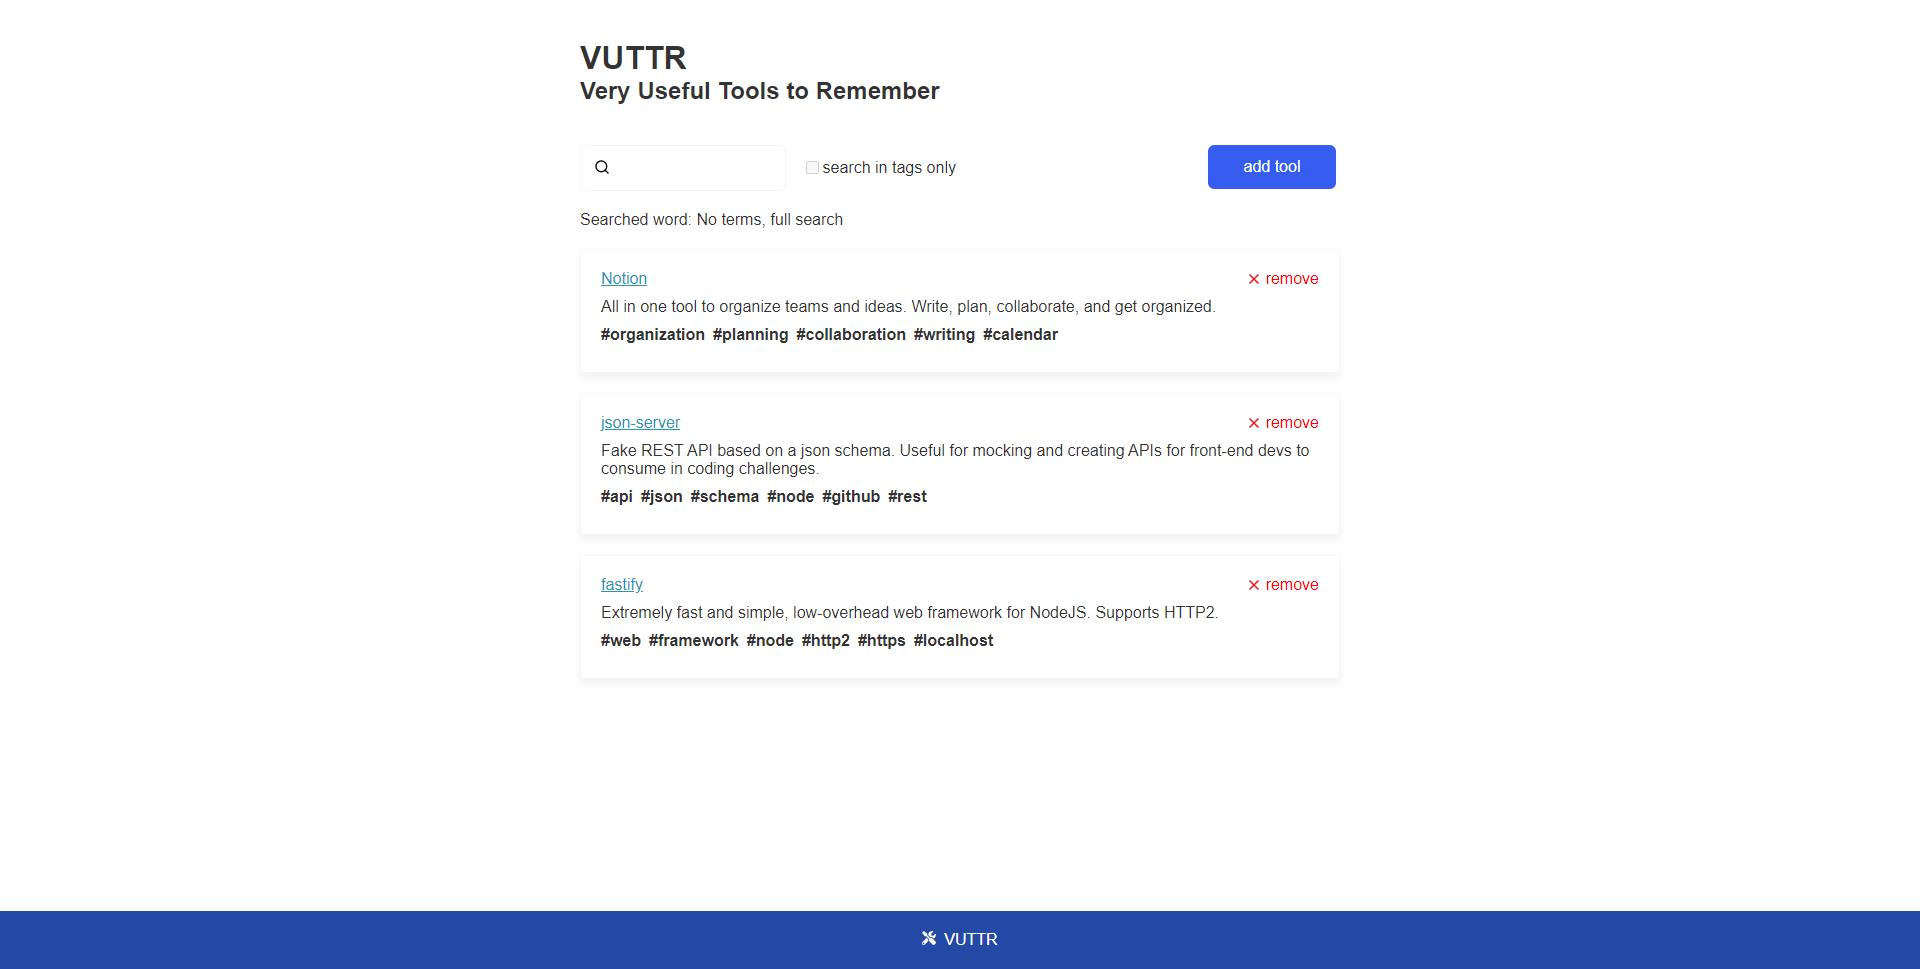 VUTTR
Very Useful Tools to Remember
search in tags only
add tool
Searched word: No terms, full search
Notion
remove
All in one tool to organize teams and ideas. Write, plan, collaborate, and get organized.
#organization #planning #collaboration #writing #calendar
json-server
remove
Fake REST API based on a json schema. Useful for mocking and creating APIs for front-end devs to
consume in coding challenges.
#api #json #schema #node #github #rest
fastify
remove
Extremely fast and simple, low-overhead web framework for NodeJS. Supports HTTP2.
#web #framework #node #http2 #https #localhost
VUTTR